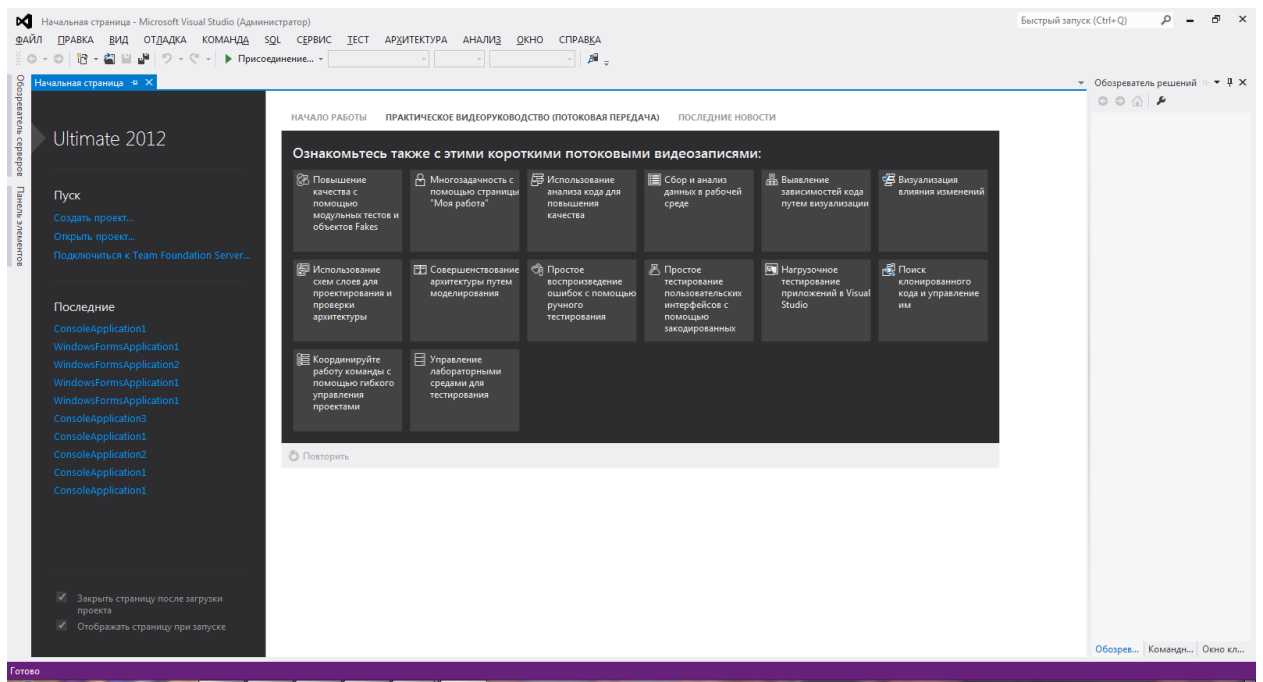 Начальная страница - Microsoft Visual Studio (Администратор)
Быстрый запуск (Ctrl+Q)
ФАЙЛ ПРАВКА ВИД ОТЛАДКА КОМАНДА SQL СЕРВИС ТЕСТ АРХИТЕКТУРА АНАЛИЗ ОКНО СПРАВКА
Присоединение...
Обозреватель серверов
Панель элементов
Начальная страница
Обозреватель решений
Ultimate 2012
Пуск
Создать проект...
Открыть проект...
Подключиться к Team Foundation Server...
Последние
ConsoleApplication1
WindowsFormsApplication1
WindowsFormsApplication2
WindowsFormsApplication1
WindowsFormsApplication1
ConsoleApplication3
ConsoleApplication1
ConsoleApplication2
ConsoleApplication1
ConsoleApplication1
Закрыть страницу после загрузки
проекта
Отображать страницу при запуске
НАЧАЛО РАБОТЫ ПРАКТИЧЕСКОЕ ВИДЕОРУКОВОДСТВО (ПОТОКОВАЯ ПЕРЕДАЧА) ПОСЛЕДНИЕ НОВОСТИ
Ознакомьтесь также с этими короткими потоковыми видеозаписями:
Повышение
качества с
помощью
модульных тестов и
объектов Fakes
Многозадачность с
помощью страницы
"Моя работа"
Использование
анализа кода для
повышения
качества
Сбор и анализ
данных в рабочей
среде
Выявление
зависимостей кода
путем визуализации
Визуализация
влияния изменений
Использование
схем слоев для
проектирования и
проверки
архитектуры
Совершенствование
архитектуры путем
моделирования
Простое
воспроизведение
ошибок с помощью
ручного
тестирования
Простое
тестирование
пользовательских
интерфейсов с
помощью
закодированных
Нагрузочное
тестирование
приложений в Visual
Studio
Поиск
клонированного
кода и управление
им
Координируйте
работу команды с
помощью гибкого
управления
проектами
Управление
лабораторными
средами для
тестирования
Повторить
Обозрев... Командн... Окно кл...
Готово